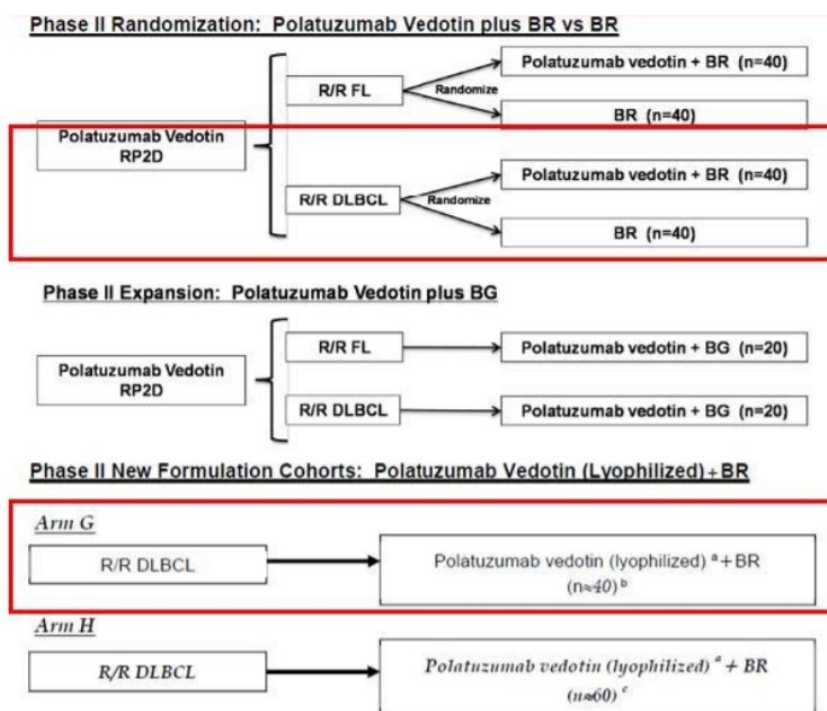 Phase II Randomization: Polatuzumab Vedotin plus BR vs BR
Polatuzumab Vedotin
RP2D
R/R FL
Randomize
Polatuzumab vedotin + BR (n=40)
BR (n=40)
R/R DLBCL
Randomize
Polatuzumab vedotin + BR (n=40)
BR (n=40)
Phase II Expansion: Polatuzumab Vedotin plus BG
Polatuzumab Vedotin
RP2D
R/R FL
Polatuzumab vedotin + BG (n=20)
R/R DLBCL
Polatuzumab vedotin + BG (n=20)
Phase II New Formulation Cohorts: Polatuzumab Vedotin (Lyophilized) + BR
Arm G
R/R DLBCL
Polatuzumab vedotin (lyophilized) ᵃ + BR
(n≈40) ᵇ
Arm H
R/R DLBCL
Polatuzumab vedotin (lyophilized) ᵃ + BR
(n≈60) ᶜ